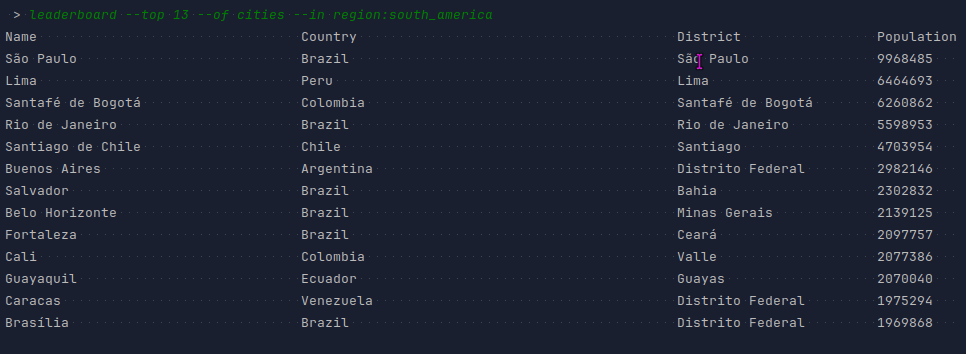 > leaderboard --top 13 --of cities --in region:south_america
Name Country District Population
São Paulo Brazil São Paulo 9968485
Lima Peru Lima 6464693
Santafé de Bogotá Colombia Santafé de Bogotá 6260862
Rio de Janeiro Brazil Rio de Janeiro 5598953
Santiago de Chile Chile Santiago 4703954
Buenos Aires Argentina Distrito Federal 2982146
Salvador Brazil Bahia 2302832
Belo Horizonte Brazil Minas Gerais 2139125
Fortaleza Brazil Ceará 2097757
Cali Colombia Valle 2077386
Guayaquil Ecuador Guayas 2070040
Caracas Venezuela Distrito Federal 1975294
Brasília Brazil Distrito Federal 1969868